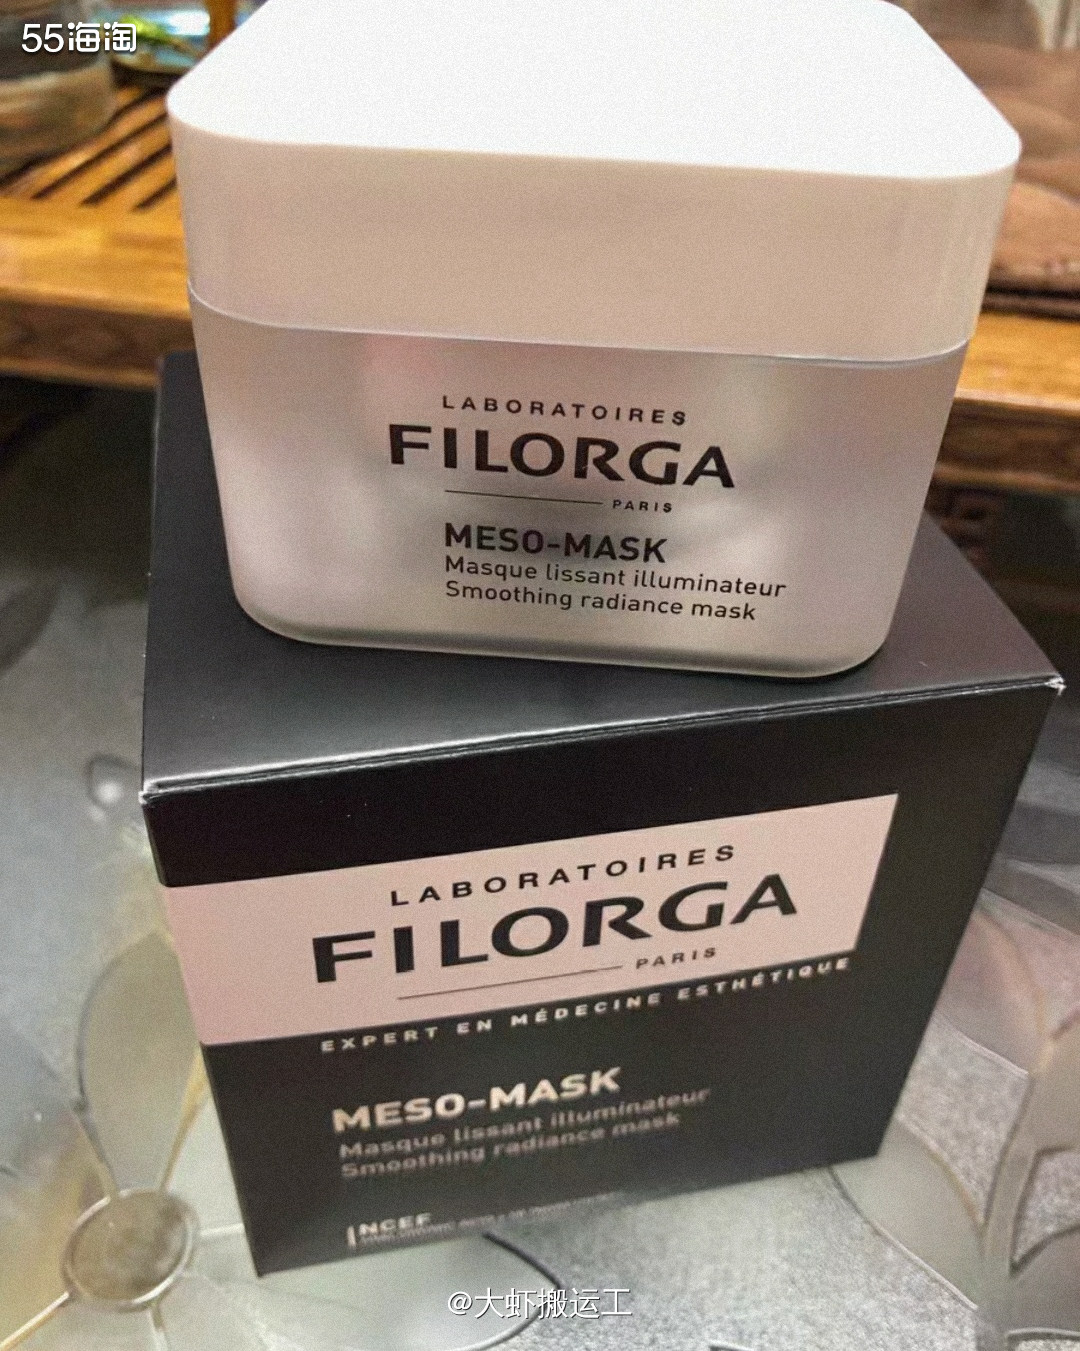 55海淘
LABORATOIRES
FILORGA
PARIS
MESO-MASK
Masque lissant illuminateur
Smoothing radiance mask
LABORATOIRES
FILORGA
PARIS
EXPERT EN MÉDECINE ESTHÉTIQUE
MESO-MASK
Masque lissant illuminateur
Smoothing radiance mask
NCEF
@大虾搬运工